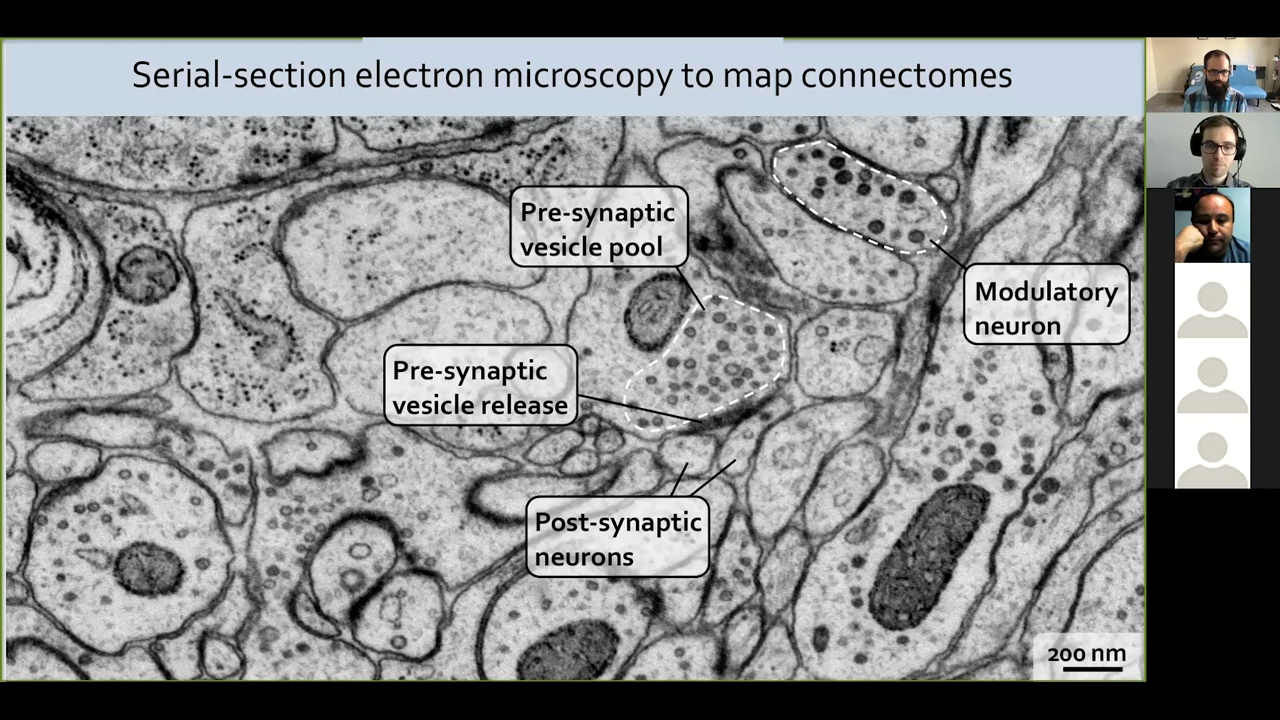 Serial-section electron microscopy to map connectomes
Pre-synaptic
vesicle pool
Modulatory
neuron
Pre-synaptic
vesicle release
Post-synaptic
neurons
200 nm